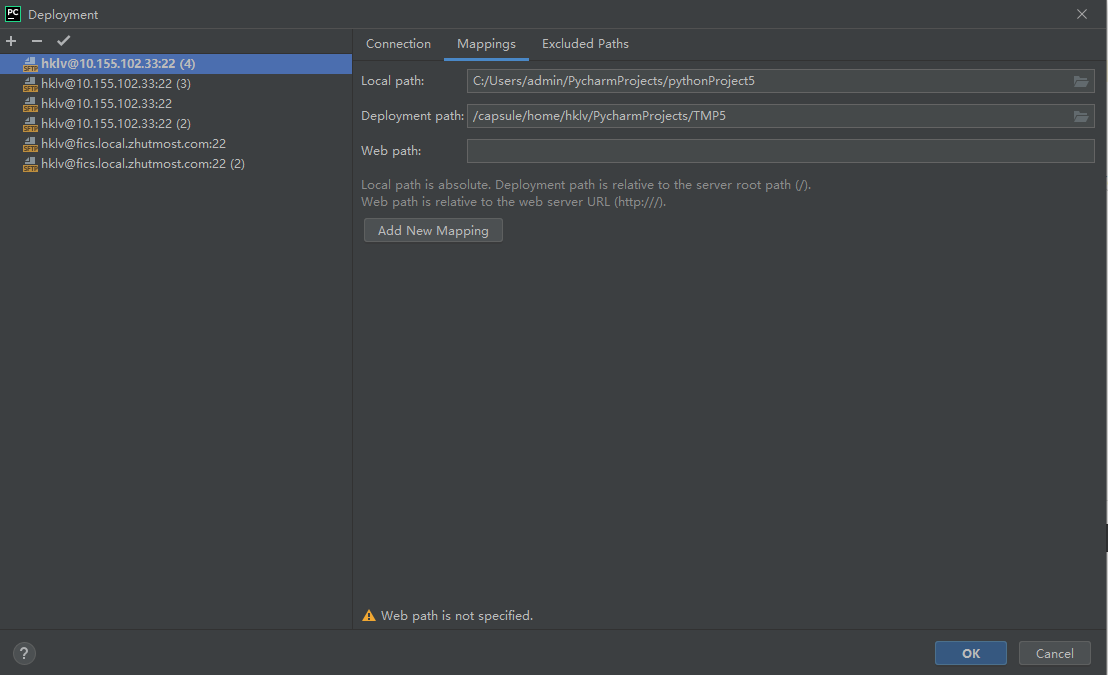 PC Deployment
Connection Mappings Excluded Paths
SFTP hklv@10.155.102.33:22 (4)
SFTP hklv@10.155.102.33:22 (3)
SFTP hklv@10.155.102.33:22
SFTP hklv@10.155.102.33:22 (2)
SFTP hklv@fics.local.zhutmost.com:22
SFTP hklv@fics.local.zhutmost.com:22 (2)
Local path: C:/Users/admin/PycharmProjects/pythonProject5
Deployment path: /capsule/home/hklv/PycharmProjects/TMP5
Web path:
Local path is absolute. Deployment path is relative to the server root path (/).
Web path is relative to the web server URL (http:///).
Add New Mapping
Web path is not specified.
? OK Cancel